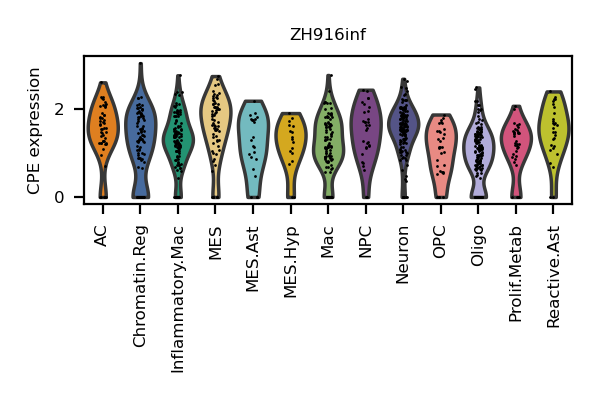 ZH916inf
CPE expression
2
0
AC
Chromatin.Reg
Inflammatory.Mac
MES
MES.Ast
MES.Hyp
Mac
NPC
Neuron
OPC
Oligo
Prolif.Metab
Reactive.Ast